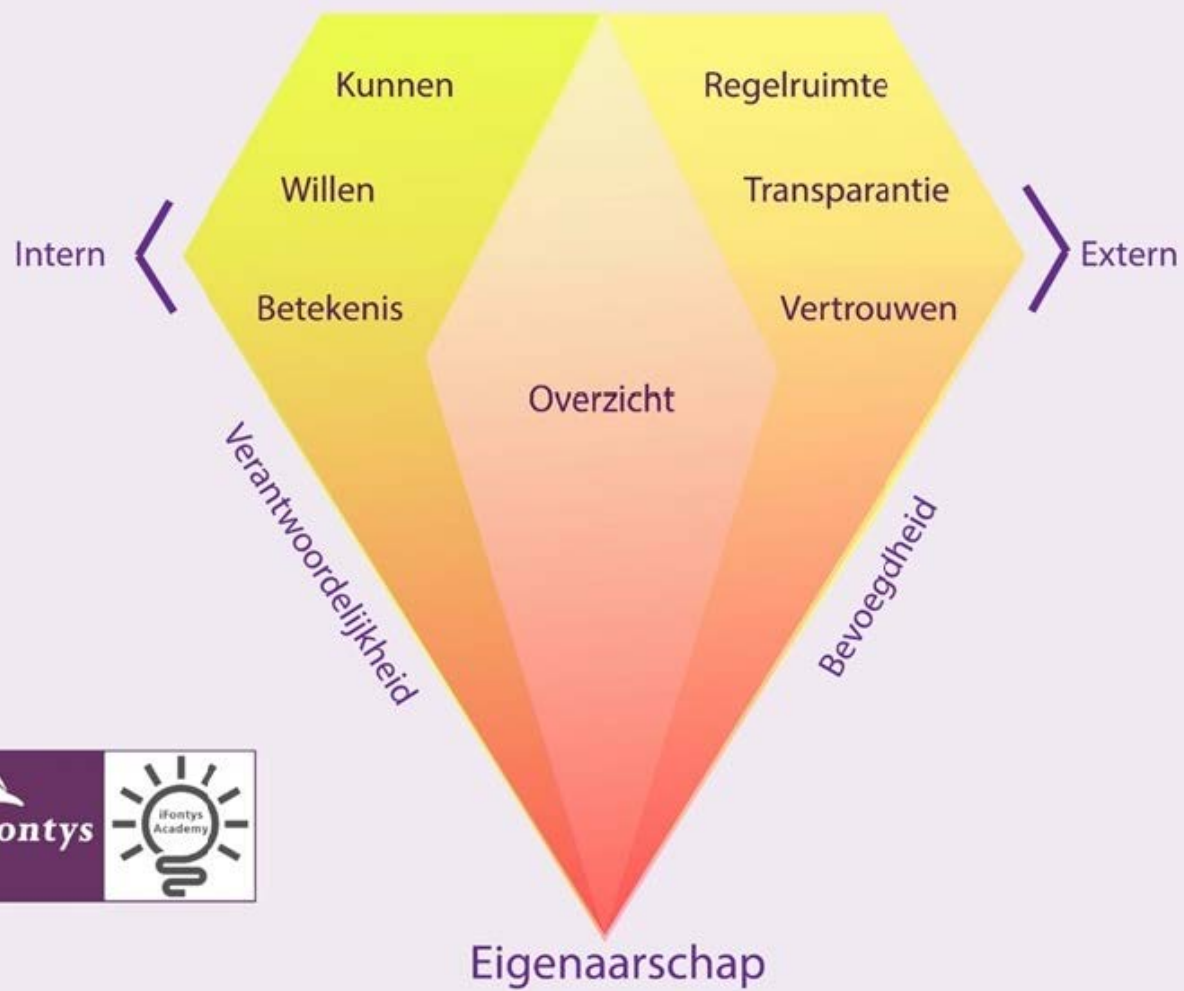 Kunnen
Regelruimte
Willen
Transparantie
Intern
Extern
Betekenis
Vertrouwen
Overzicht
Verantwoordelijkheid
Bevoegdheid
ontys
iFontys
Academy
Eigenaarschap